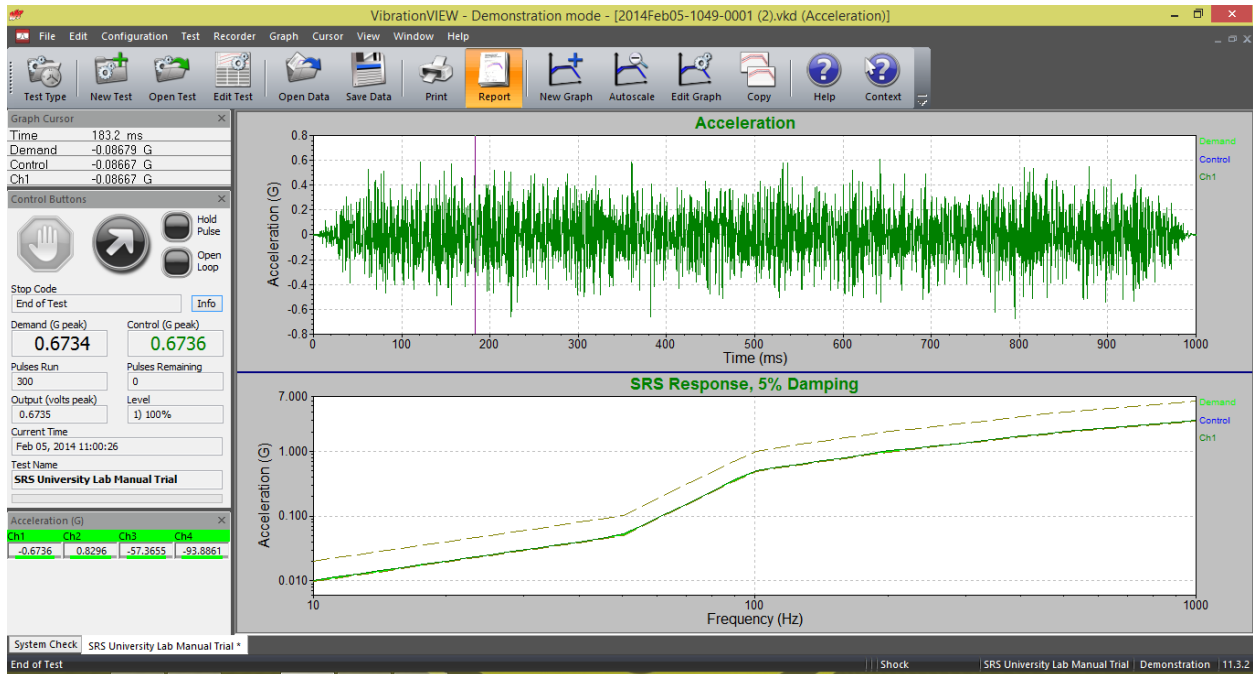 VibrationVIEW - Demonstration mode - [2014Feb05-1049-0001 (2).vkd (Acceleration)]
File Edit Configuration Test Recorder Graph Cursor View Window Help
Test Type New Test Open Test Edit Test Open Data Save Data Print Report New Graph Autoscale Edit Graph Copy Help Context
Graph Cursor
Time 183.2 ms
Demand -0.08679 G
Control -0.08667 G
Ch1 -0.08667 G
Control Buttons
Hold
Pulse
Open
Loop
Stop Code
End of Test Info
Demand (G peak) Control (G peak)
0.6734 0.6736
Pulses Run Pulses Remaining
300 0
Output (volts peak) Level
0.6735 1) 100%
Current Time
Feb 05, 2014 11:00:26
Test Name
SRS University Lab Manual Trial
Acceleration (G)
Ch1 Ch2 Ch3 Ch4
-0.6736 0.8296 -57.3655 -93.8861
Acceleration
Acceleration (G)
0.8
0.6
0.4
0.2
0
-0.2
-0.4
-0.6
-0.8
0 100 200 300 400 500 600 700 800 900 1000
Time (ms)
Demand
Control
Ch1
SRS Response, 5% Damping
Acceleration (G)
7.000
1.000
0.100
0.010
10 100 1000
Frequency (Hz)
Demand
Control
Ch1
System Check SRS University Lab Manual Trial *
End of Test Shock SRS University Lab Manual Trial Demonstration 11.3.2